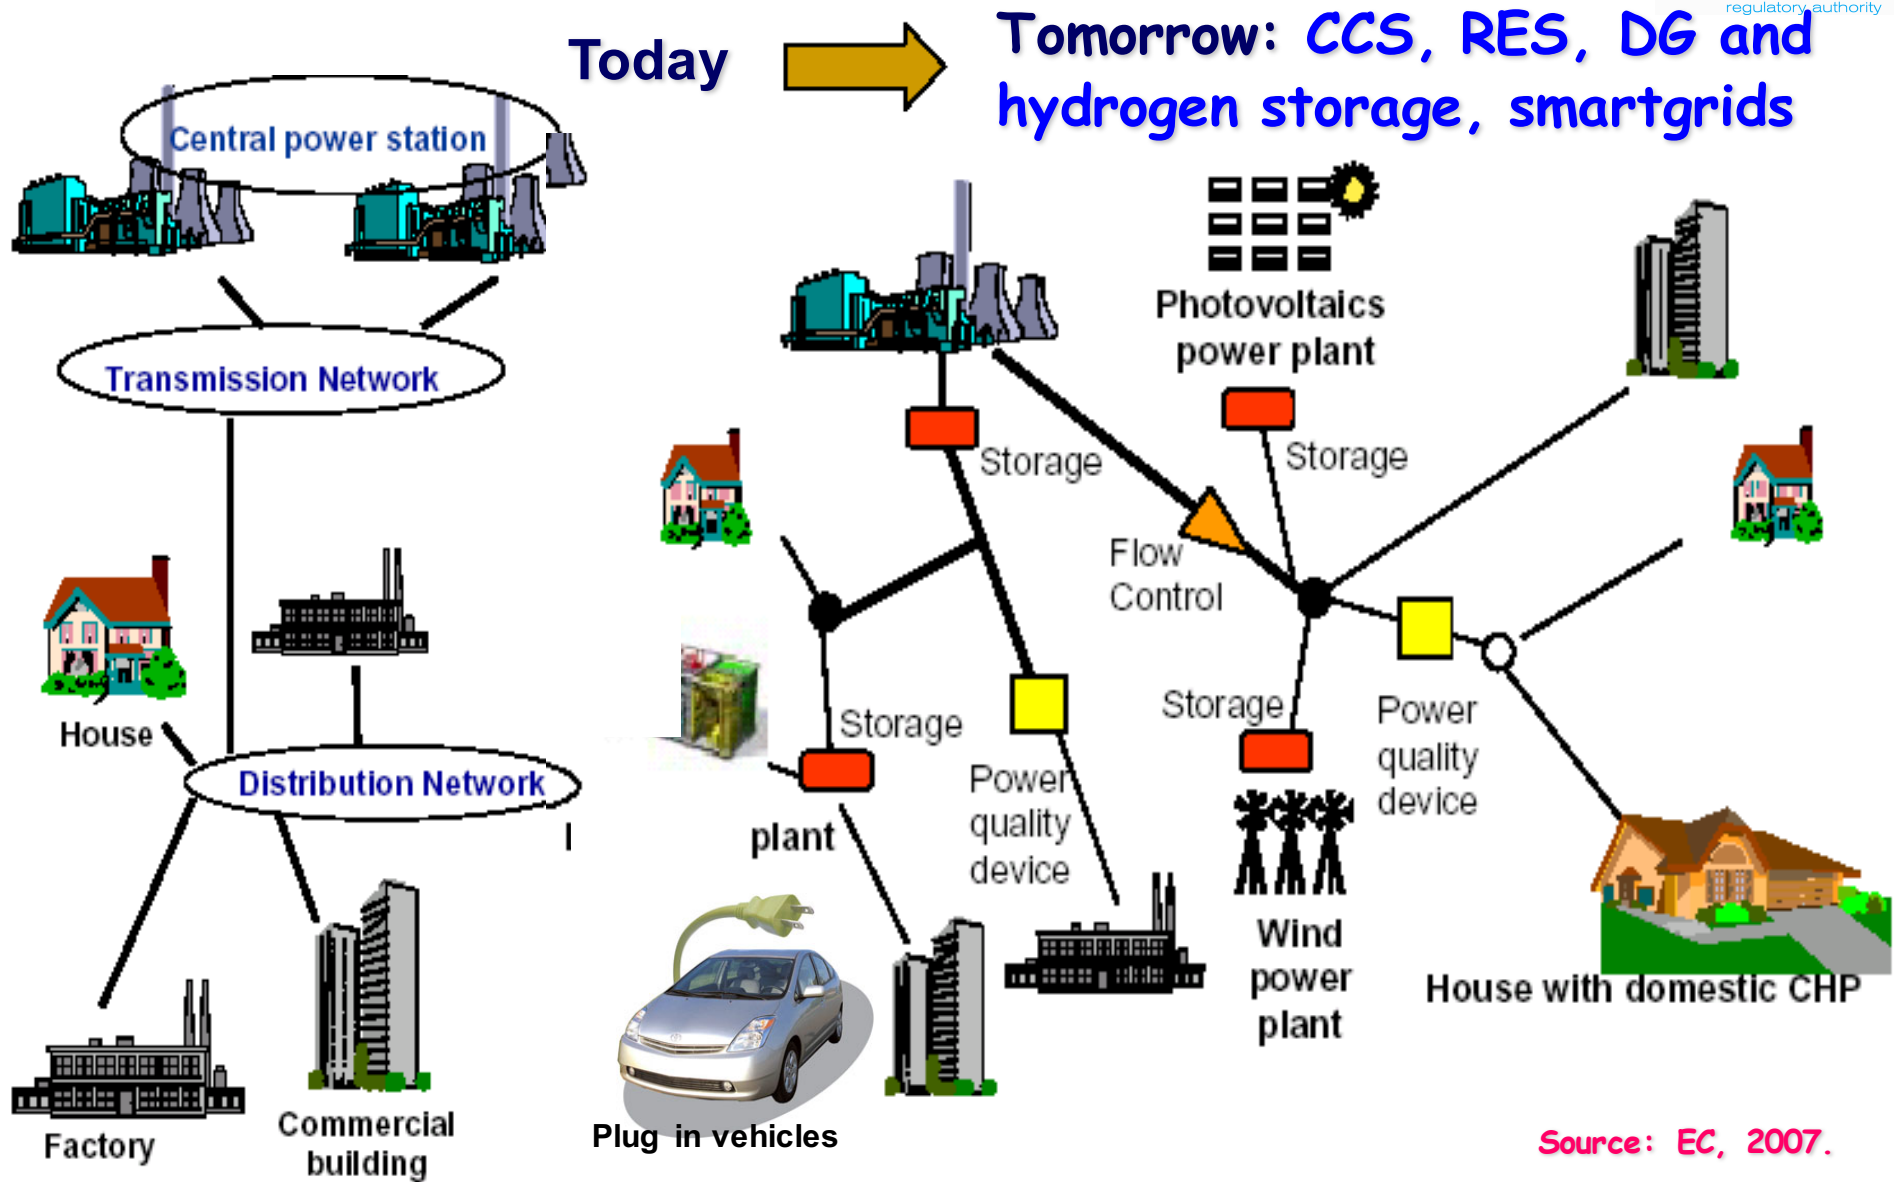 regulatory authority
Today
Tomorrow: CCS, RES, DG and
hydrogen storage, smartgrids
Central power station
Transmission Network
House
Distribution Network
Factory
Commercial
building
Photovoltaics
power plant
Storage
Storage
Flow
Control
Storage
Storage
Power
quality
device
Power
quality
device
plant
Wind
power
plant
House with domestic CHP
Plug in vehicles
Source: EC, 2007.